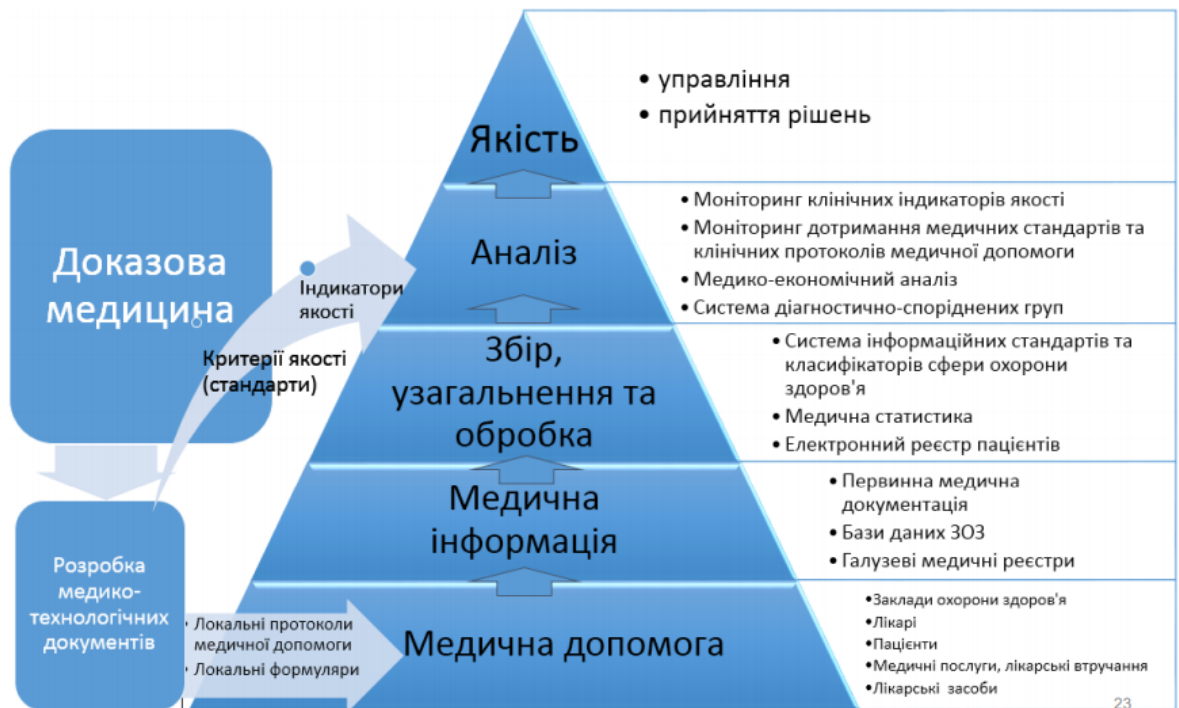 • управління
• прийняття рішень
Якість
Доказова
медицина
• Моніторинг клінічних індикаторів якості
• Моніторинг дотримання медичних стандартів та
клінічних протоколів медичної допомоги
• Медико-економічний аналіз
• Система діагностично-споріднених груп
Аналіз
Індикатори
якості
Критерії якості
(стандарти)
Збір,
узагальнення та
обробка
• Система інформаційних стандартів та
класифікаторів сфери охорони
здоров'я
• Медична статистика
• Електронний реєстр пацієнтів
Медична
інформація
• Первинна медична
документація
• Бази даних ЗОЗ
• Галузеві медичні реєстри
Розробка
медико-
технологічних
документів
• Локальні протоколи
медичної допомоги
• Локальні формуляри
Медична допомога
•Заклади охорони здоров'я
•Лікарі
•Пацієнти
•Медичні послуги, лікарські втручання
•Лікарські засоби
23